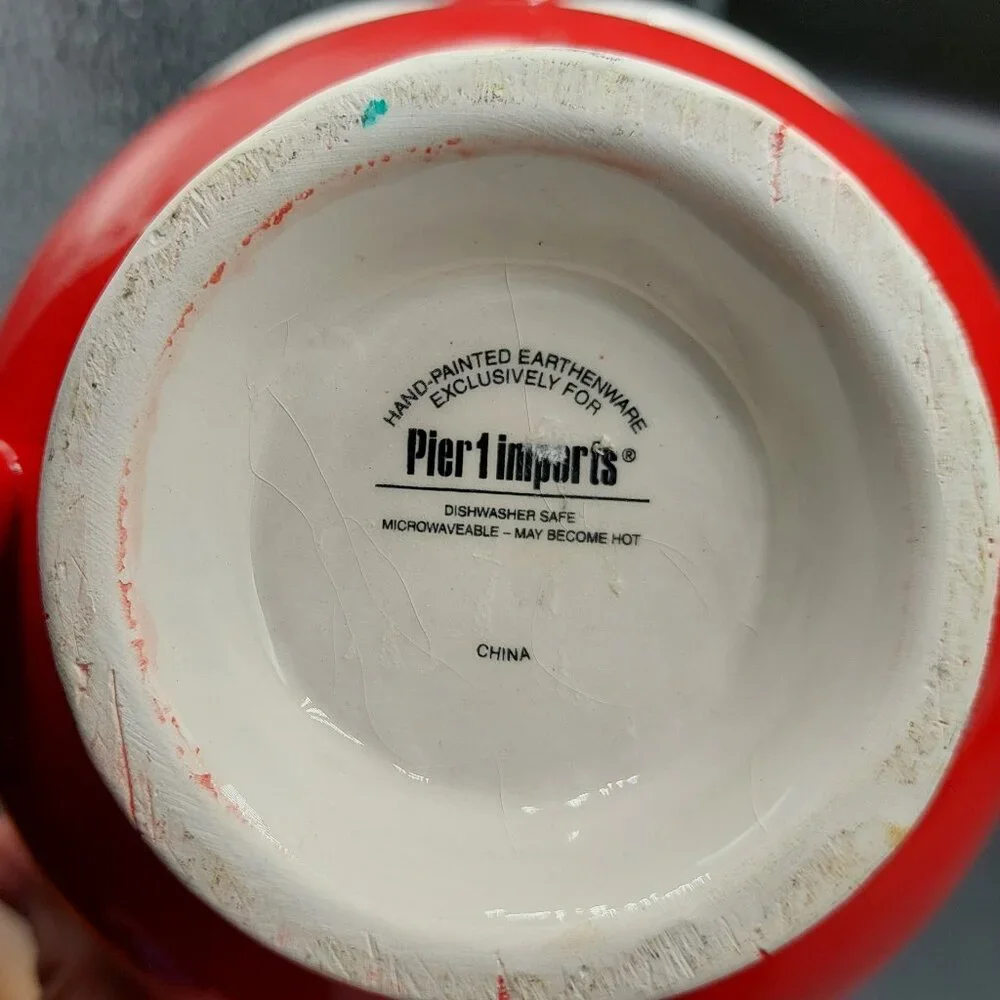 HAND-PAINTED EARTHENWARE
EXCLUSIVELY FOR
Pier 1 imports®
DISHWASHER SAFE
MICROWAVEABLE – MAY BECOME HOT
CHINA